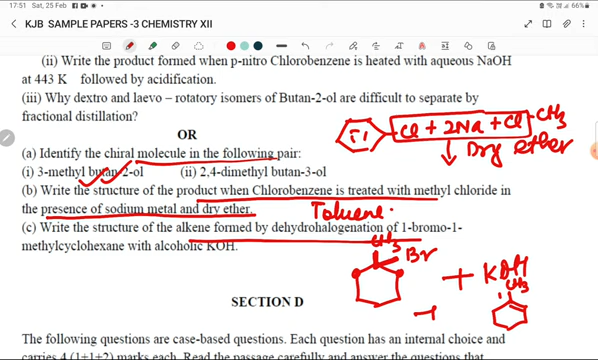 17:51 Sat, 25 Feb
66%
KJB SAMPLE PAPERS -3 CHEMISTRY XII
(ii) Write the product formed when p-nitro Chlorobenzene is heated with aqueous NaOH
at 443 K followed by acidification.
(iii) Why dextro and laevo – rotatory isomers of Butan-2-ol are difficult to separate by
fractional distillation?
Cl + 2Na + Cl-CH3
OR
Dry ether
(a) Identify the chiral molecule in the following pair:
(i) 3-methyl butan-2-ol (ii) 2,4-dimethyl butan-3-ol
(b) Write the structure of the product when Chlorobenzene is treated with methyl chloride in
the presence of sodium metal and dry ether.
Toluene.
(c) Write the structure of the alkene formed by dehydrohalogenation of 1-bromo-1-
methylcyclohexane with alcoholic KOH.
CH3
Br
+ KOH
CH3
SECTION D
The following questions are case-based questions. Each question has an internal choice and
carries 4 (1+1+2) marks each. Read the passage carefully and answer the questions that